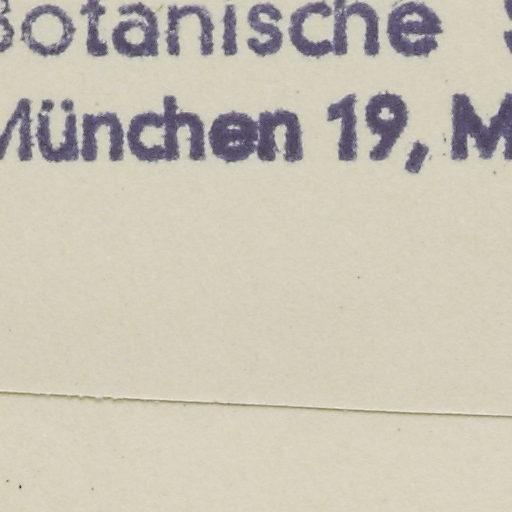 Botanische
München 19, M